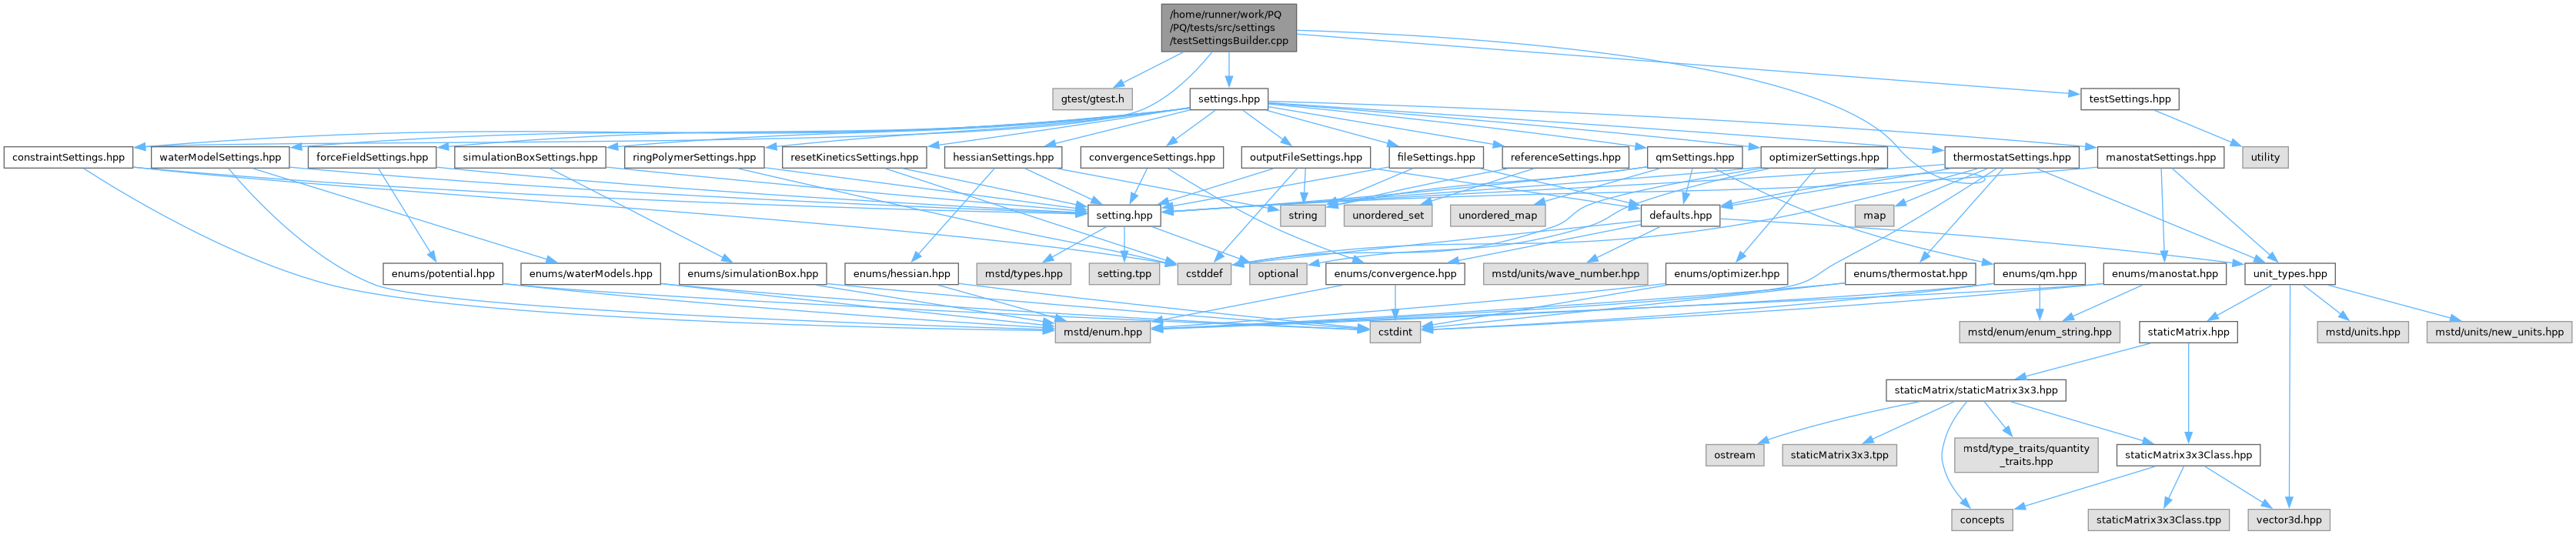 /home/runner/work/PQ
/PQ/tests/src/settings
/testSettingsBuilder.cpp
gtest/gtest.h
settings.hpp
testSettings.hpp
constraintSettings.hpp
waterModelSettings.hpp
forceFieldSettings.hpp
simulationBoxSettings.hpp
ringPolymerSettings.hpp
resetKineticsSettings.hpp
hessianSettings.hpp
convergenceSettings.hpp
outputFileSettings.hpp
fileSettings.hpp
referenceSettings.hpp
qmSettings.hpp
optimizerSettings.hpp
thermostatSettings.hpp
manostatSettings.hpp
utility
setting.hpp
string
unordered_set
unordered_map
defaults.hpp
map
enums/potential.hpp
enums/waterModels.hpp
enums/simulationBox.hpp
enums/hessian.hpp
mstd/types.hpp
setting.tpp
cstddef
optional
enums/convergence.hpp
mstd/units/wave_number.hpp
enums/optimizer.hpp
enums/thermostat.hpp
enums/qm.hpp
enums/manostat.hpp
unit_types.hpp
mstd/enum.hpp
cstdint
mstd/enum/enum_string.hpp
staticMatrix.hpp
mstd/units.hpp
mstd/units/new_units.hpp
staticMatrix/staticMatrix3x3.hpp
ostream
staticMatrix3x3.tpp
mstd/type_traits/quantity
_traits.hpp
staticMatrix3x3Class.hpp
concepts
staticMatrix3x3Class.tpp
vector3d.hpp